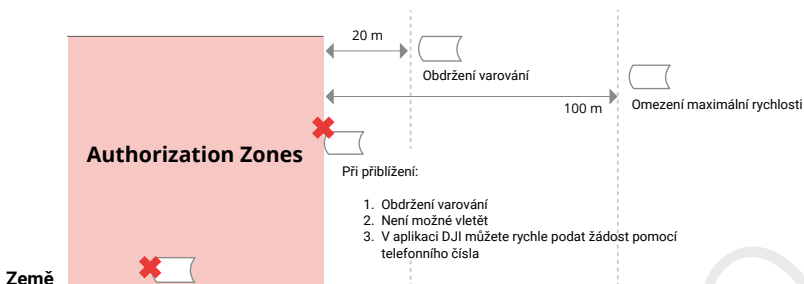 20 m
Obdržení varování
100 m
Omezení maximální rychlosti
Authorization Zones
Při přiblížení:
1. Obdržení varování
2. Není možné vletět
3. V aplikaci DJI můžete rychle podat žádost pomocí
telefonního čísla
Země